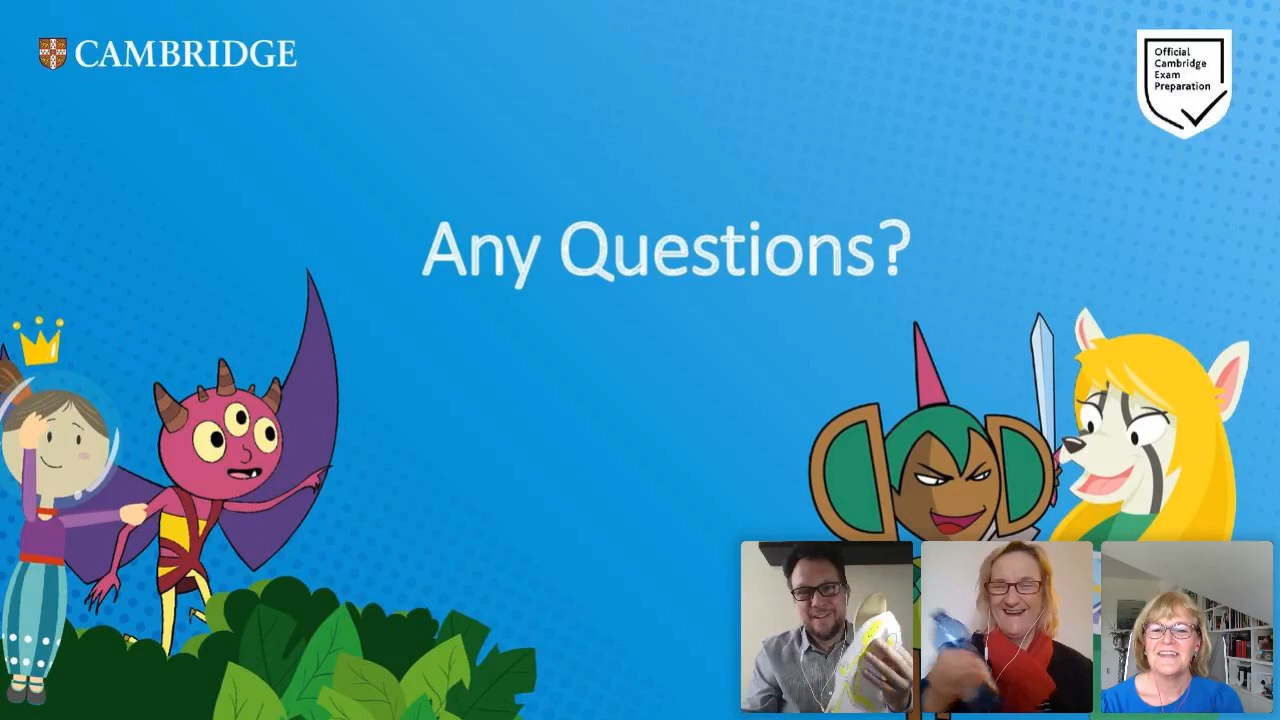 CAMBRIDGE
Official
Cambridge
Exam
Preparation
Any Questions?